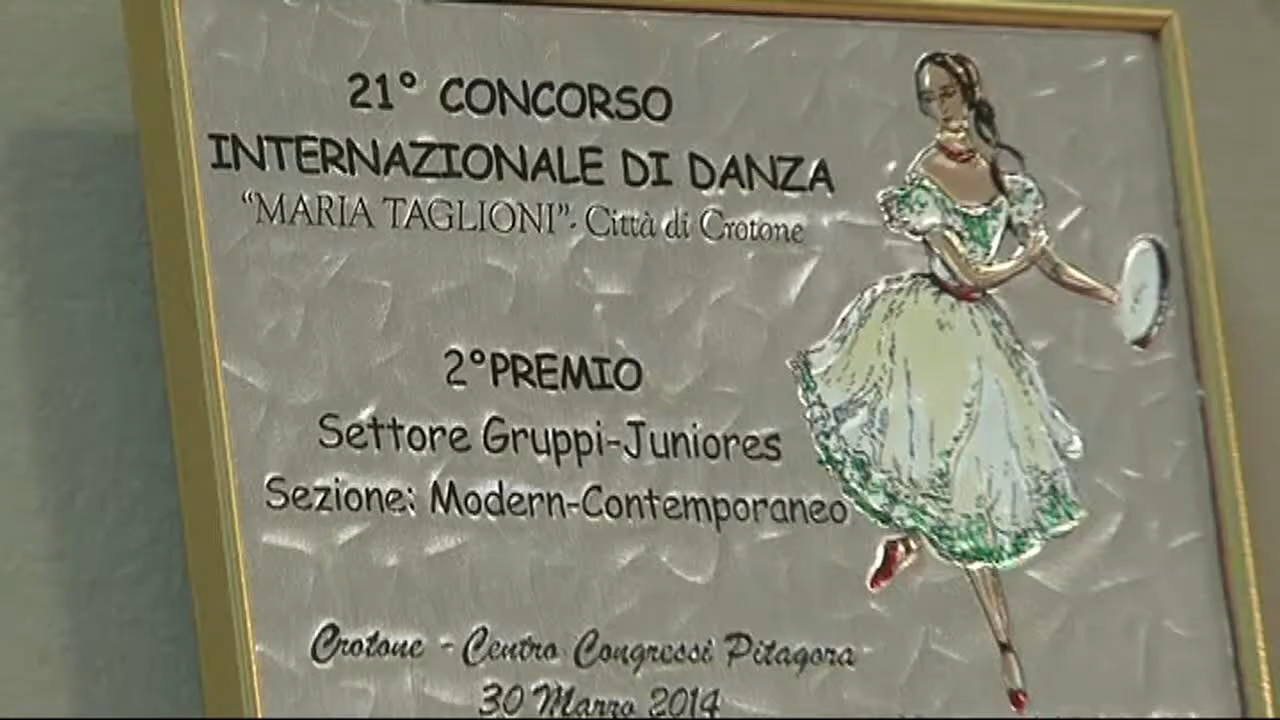 21° CONCORSO
INTERNAZIONALE DI DANZA
“MARIA TAGLIONI”- Città di Crotone
2°PREMIO
Settore Gruppi-Juniores
Sezione: Modern-Contemporaneo
Crotone - Centro Congressi Pitagora
30 Marzo 2014